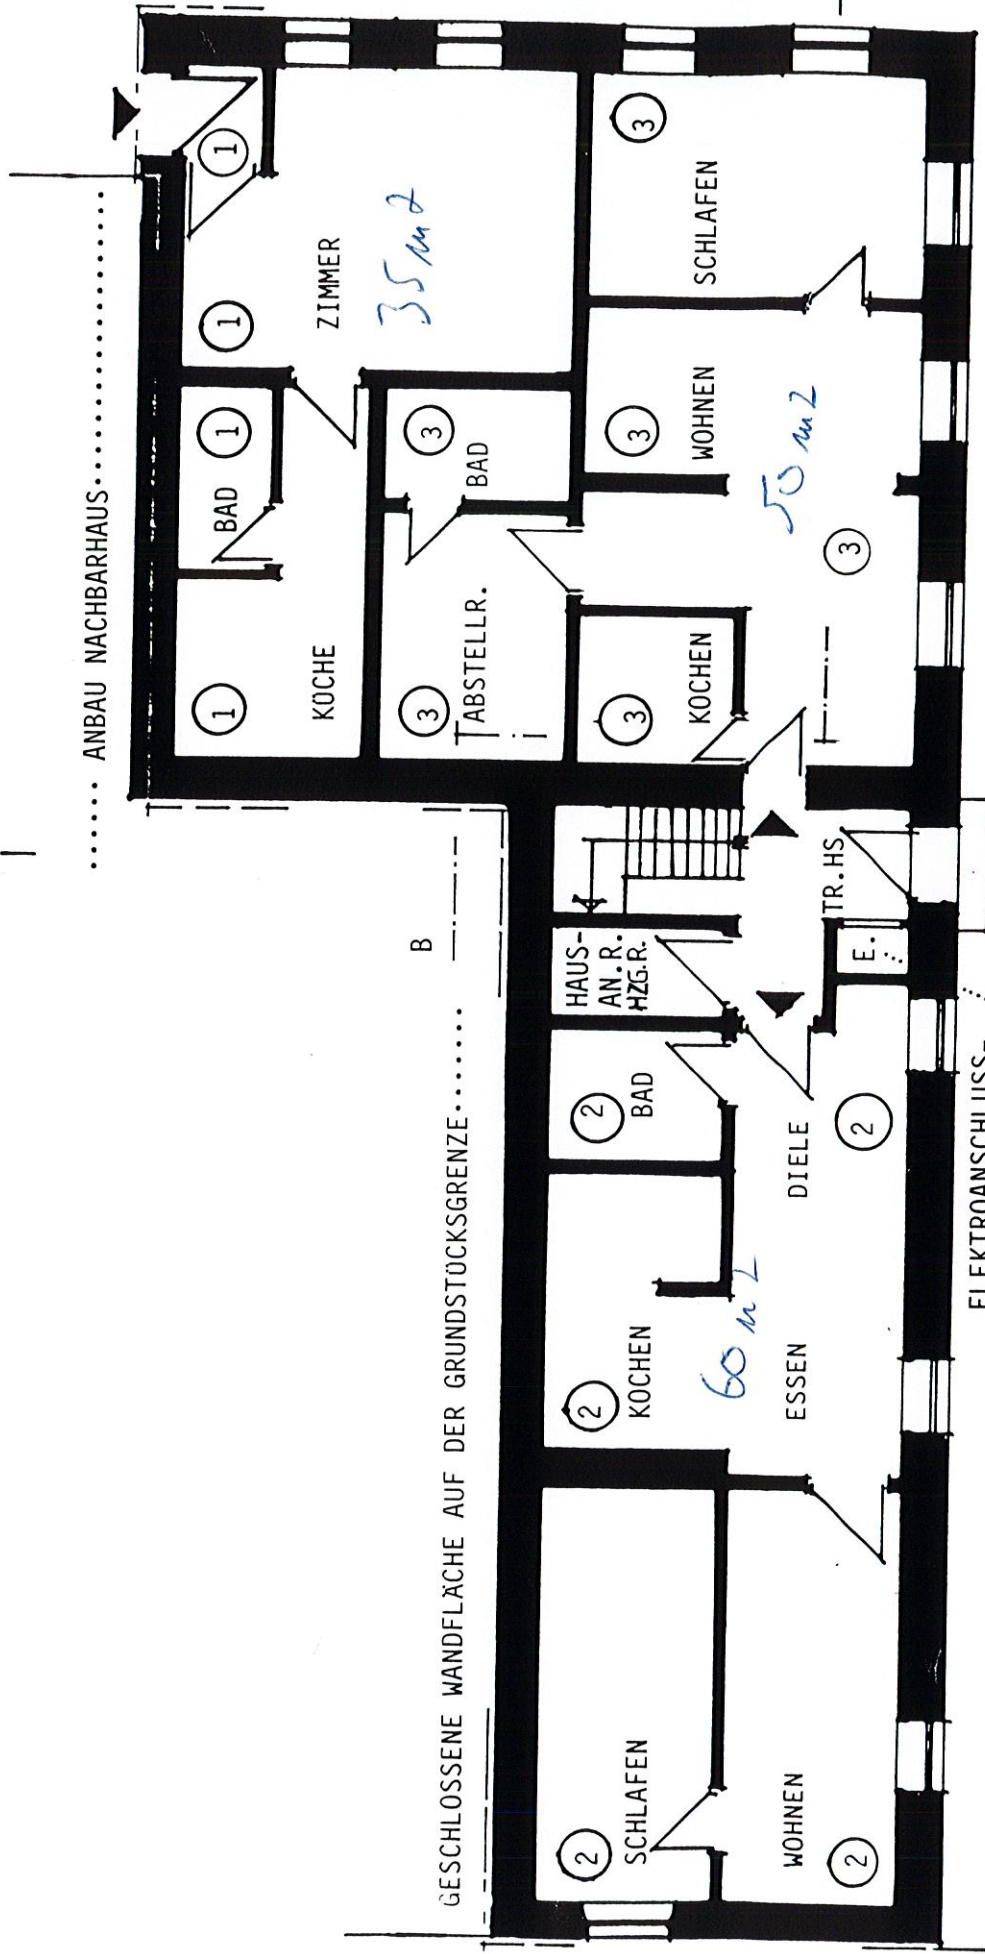 ...... ANBAU NACHBARHAUS..........................
B
GESCHLOSSENE WANDFLÄCHE AUF DER GRUNDSTÜCKSGRENZE.......
1
BAD
1
1
1
KÜCHE
ZIMMER
35 m2
3
ABSTELLR.
3
BAD
3
KOCHEN
3
WOHNEN
3
SCHLAFEN
50 m2
3
2
SCHLAFEN
2
KOCHEN
2
BAD
HAUS-
AN.R.
HZG.R.
60 m2
WOHNEN
2
ESSEN
DIELE
2
TR.HS
E.
ELEKTROANSCHLUSS-